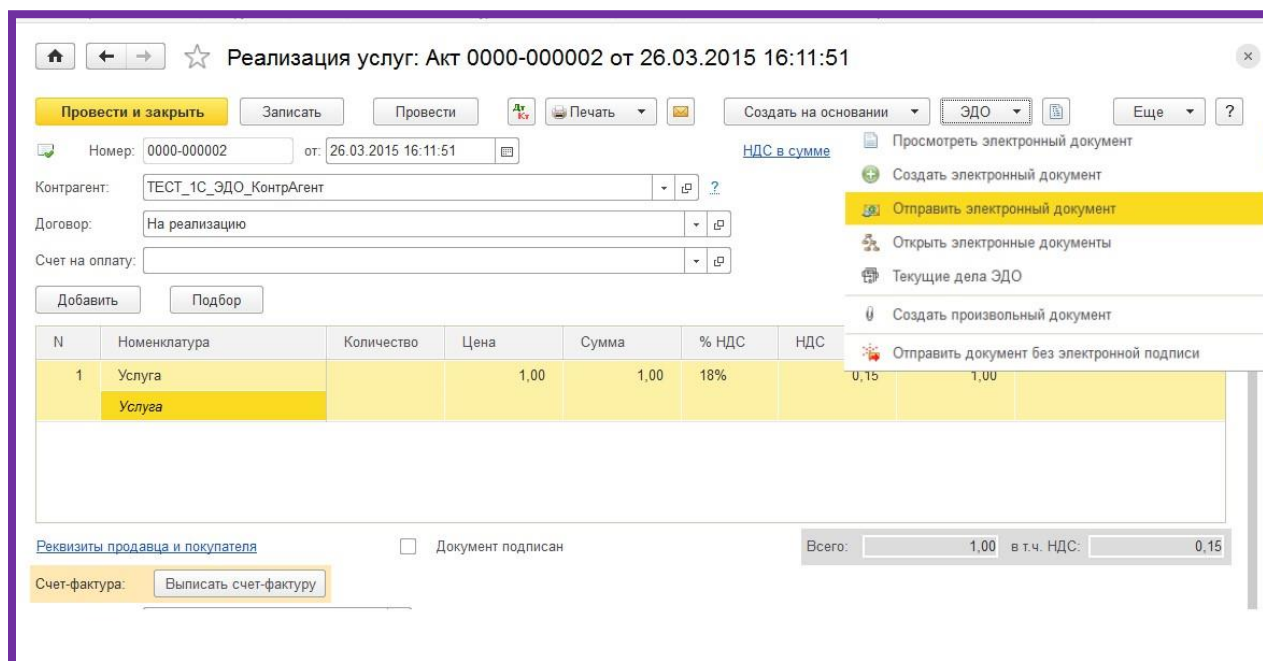 Реализация услуг: Акт 0000-000002 от 26.03.2015 16:11:51
Провести и закрыть Записать Провести Дт Кт Печать Создать на основании ЭДО Еще ?
Номер: 0000-000002 от: 26.03.2015 16:11:51 НДС в сумме
Просмотреть электронный документ
Создать электронный документ
Отправить электронный документ
Открыть электронные документы
Текущие дела ЭДО
Создать произвольный документ
Отправить документ без электронной подписи
Контрагент: ТЕСТ_1С_ЭДО_КонтрАгент ?
Договор: На реализацию
Счет на оплату:
Добавить Подбор
N Номенклатура Количество Цена Сумма % НДС НДС
1 Услуга 1,00 1,00 18% 0,15 1,00
Услуга
Реквизиты продавца и покупателя Документ подписан Всего: 1,00 в т.ч. НДС: 0,15
Счет-фактура: Выписать счет-фактуру